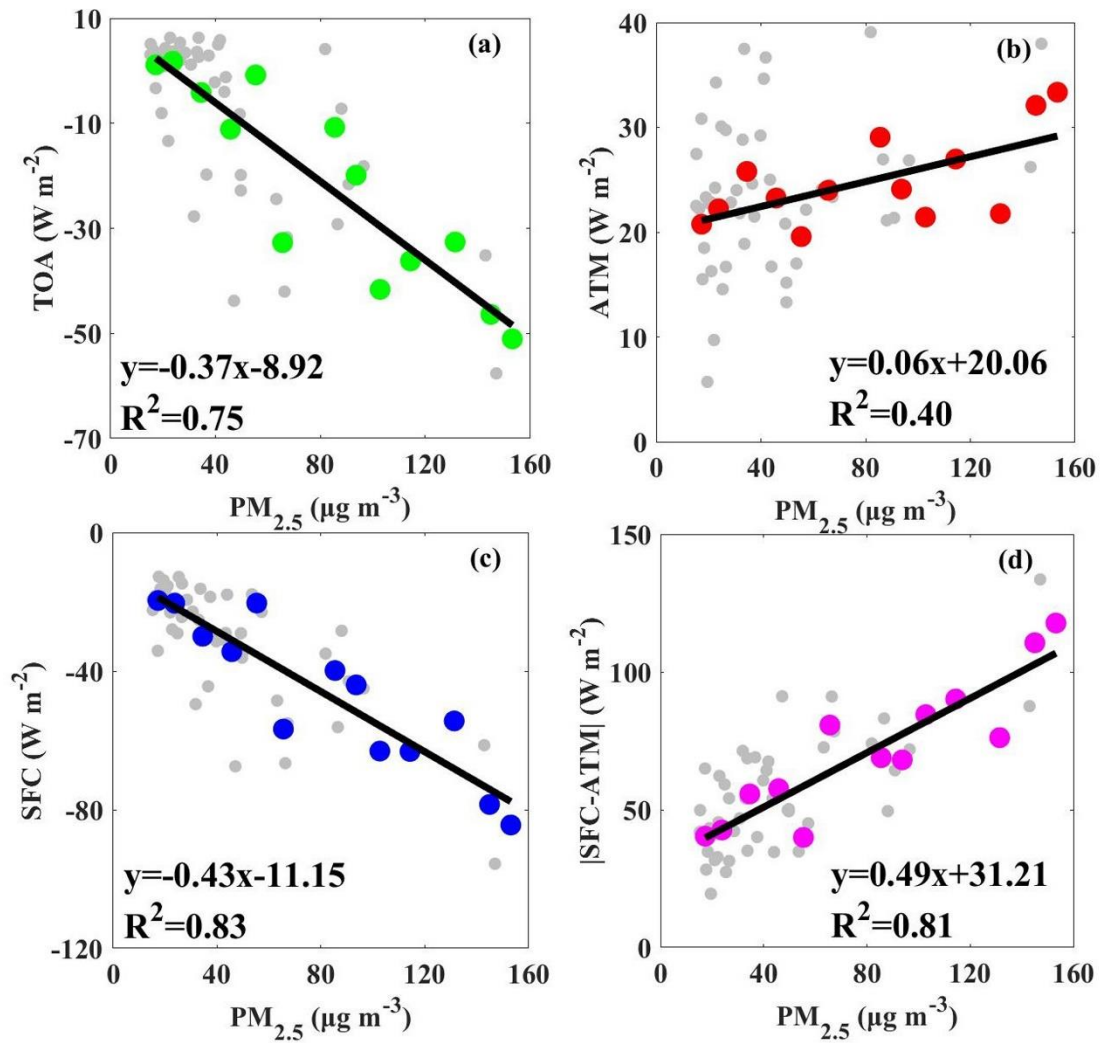 (a)
10
-10
-30
-50
-70
TOA (W m-2)
y=-0.37x-8.92
R2=0.75
0 40 80 120 160
PM2.5 (μg m-3)
(b)
40
30
20
10
0
ATM (W m-2)
y=0.06x+20.06
R2=0.40
0 40 80 120 160
PM2.5 (μg m-3)
(c)
-0
-40
-80
-120
SFC (W m-2)
y=-0.43x-11.15
R2=0.83
0 40 80 120 160
PM2.5 (μg m-3)
(d)
150
100
50
0
|SFC-ATM| (W m-2)
y=0.49x+31.21
R2=0.81
0 40 80 120 160
PM2.5 (μg m-3)